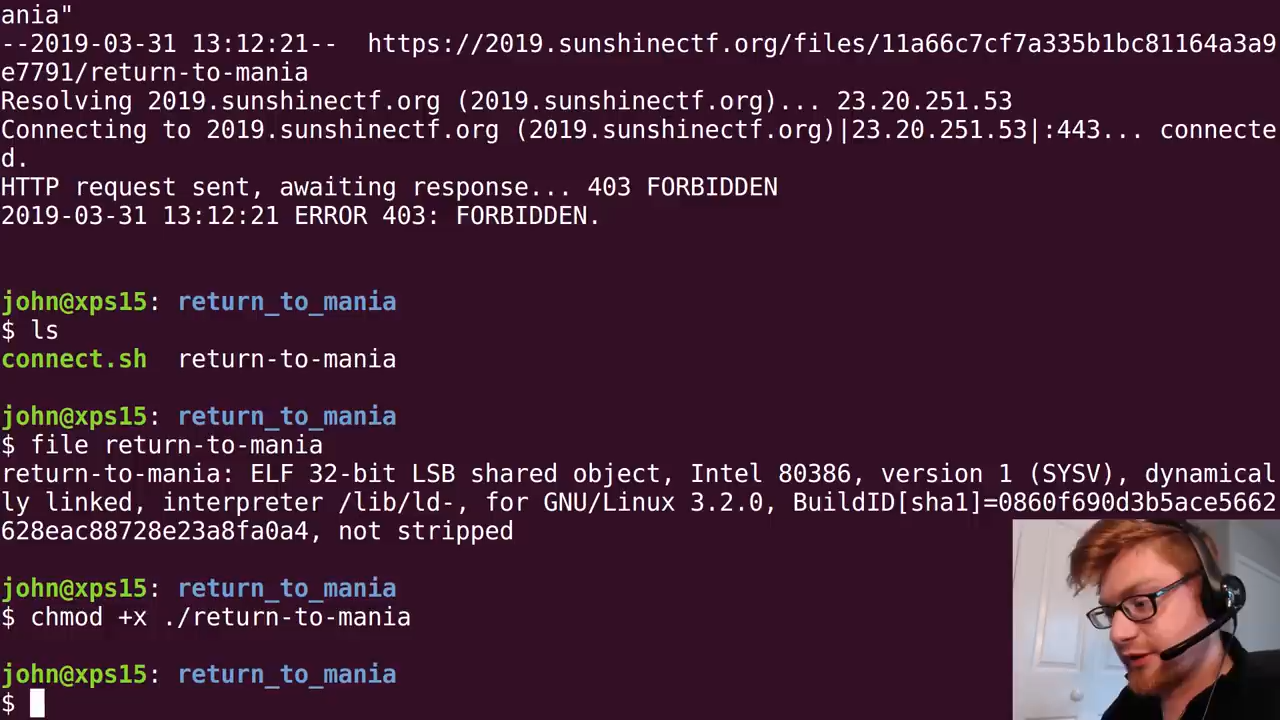 ania"
--2019-03-31 13:12:21--  https://2019.sunshinectf.org/files/11a66c7cf7a335b1bc81164a3a9
e7791/return-to-mania
Resolving 2019.sunshinectf.org (2019.sunshinectf.org)... 23.20.251.53
Connecting to 2019.sunshinectf.org (2019.sunshinectf.org)|23.20.251.53|:443... connecte
d.
HTTP request sent, awaiting response... 403 FORBIDDEN
2019-03-31 13:12:21 ERROR 403: FORBIDDEN.
john@xps15: return_to_mania
$ ls
connect.sh  return-to-mania
john@xps15: return_to_mania
$ file return-to-mania
return-to-mania: ELF 32-bit LSB shared object, Intel 80386, version 1 (SYSV), dynamical
ly linked, interpreter /lib/ld-, for GNU/Linux 3.2.0, BuildID[sha1]=0860f690d3b5ace5662
628eac88728e23a8fa0a4, not stripped
john@xps15: return_to_mania
$ chmod +x ./return-to-mania
john@xps15: return_to_mania
$